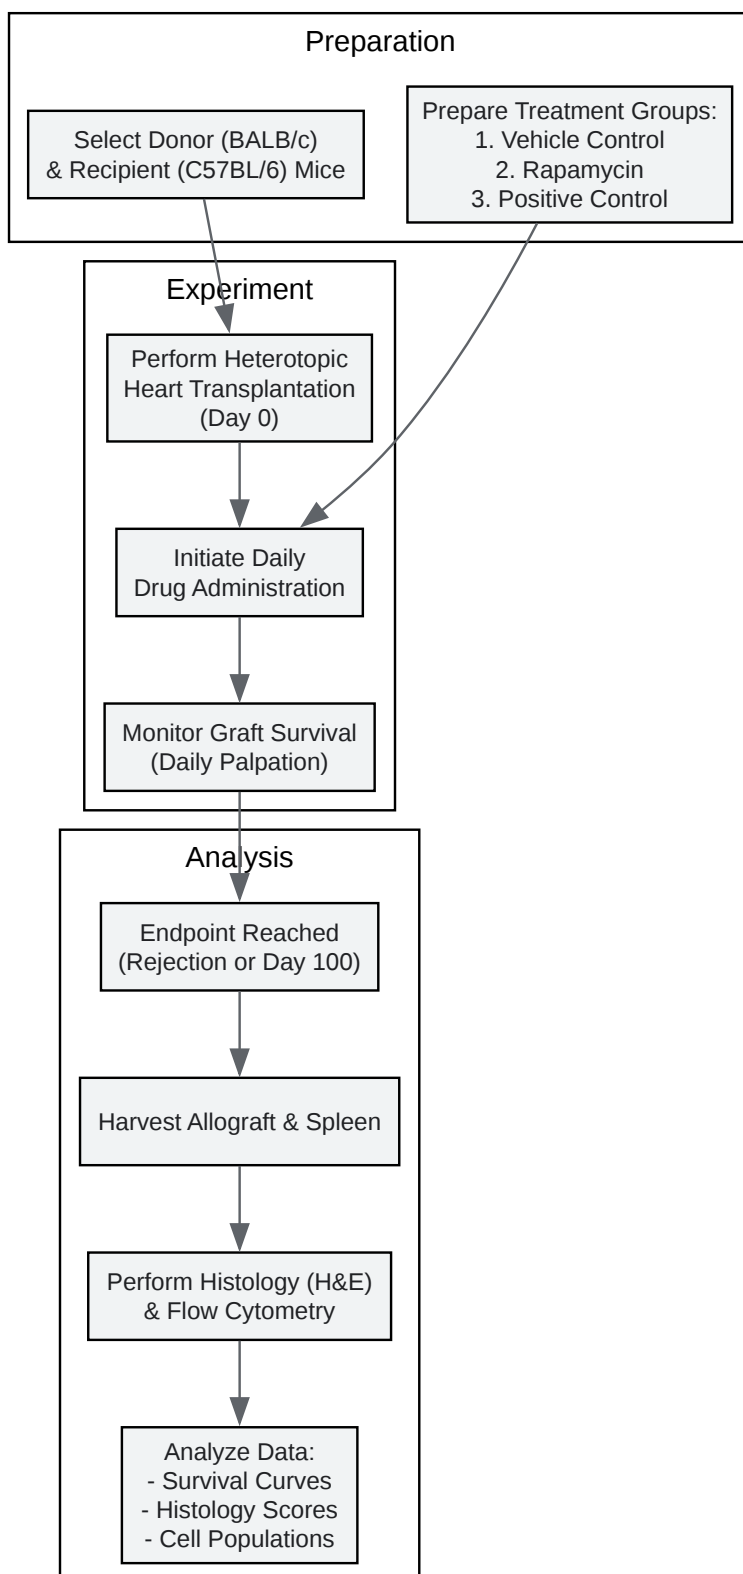 Preparation
Select Donor (BALB/c)
& Recipient (C57BL/6) Mice
Prepare Treatment Groups:
1. Vehicle Control
2. Rapamycin
3. Positive Control
Experiment
Perform Heterotopic
Heart Transplantation
(Day 0)
Initiate Daily
Drug Administration
Monitor Graft Survival
(Daily Palpation)
Analysis
Endpoint Reached
(Rejection or Day 100)
Harvest Allograft & Spleen
Perform Histology (H&E)
& Flow Cytometry
Analyze Data:
- Survival Curves
- Histology Scores
- Cell Populations